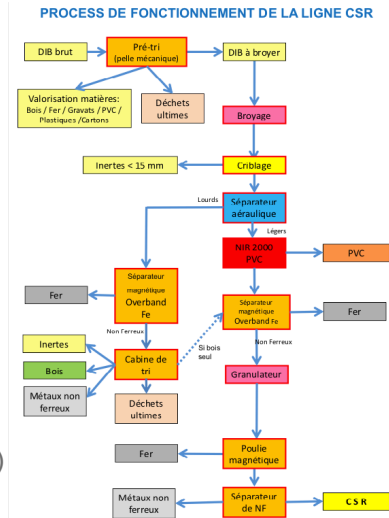 PROCESS DE FONCTIONNEMENT DE LA LIGNE CSR
DIB brut
Pré-tri
(pelle mécanique)
DIB à broyer
Valorisation matières:
Bois / Fer / Gravats / PVC /
Plastiques /Cartons
Déchets
ultimes
Broyage
Inertes < 15 mm
Criblage
Lourds
Séparateur
aéraulique
Légers
NIR 2000
PVC
PVC
Séparateur
magnétique
Overband
Fe
Fer
Séparateur
magnétique
Overband Fe
Fer
Non Ferreux
Non Ferreux
Inertes
Cabine de
tri
Si bois
seul
Bois
Granulateur
Métaux non
ferreux
Déchets
ultimes
Fer
Poulie
magnétique
Métaux non
ferreux
Séparateur
de NF
C S R